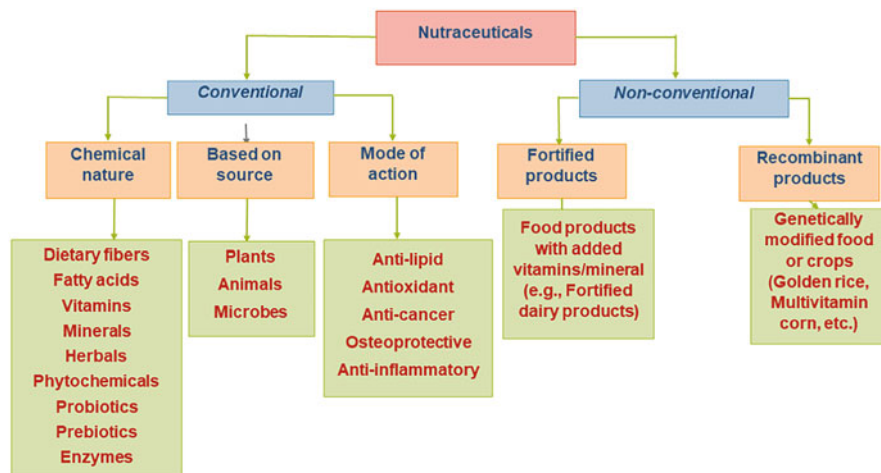 Nutraceuticals
Conventional
Non-conventional
Chemical
nature
Based on
source
Mode of
action
Fortified
products
Recombinant
products
Dietary fibers
Fatty acids
Vitamins
Minerals
Herbals
Phytochemicals
Probiotics
Prebiotics
Enzymes
Plants
Animals
Microbes
Anti-lipid
Antioxidant
Anti-cancer
Osteoprotective
Anti-inflammatory
Food products
with added
vitamins/mineral
(e.g., Fortified
dairy products)
Genetically
modified food
or crops
(Golden rice,
Multivitamin
corn, etc.)